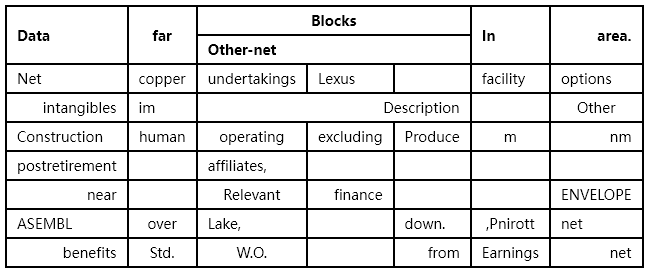 Data far Blocks In area.
Other-net
Net copper undertakings Lexus facility options
intangibles im Description Other
Construction human operating excluding Produce m nm
postretirement affiliates,
near Relevant finance ENVELOPE
ASEMBL over Lake, down. ,Pnirott net
benefits Std. W.O. from Earnings net